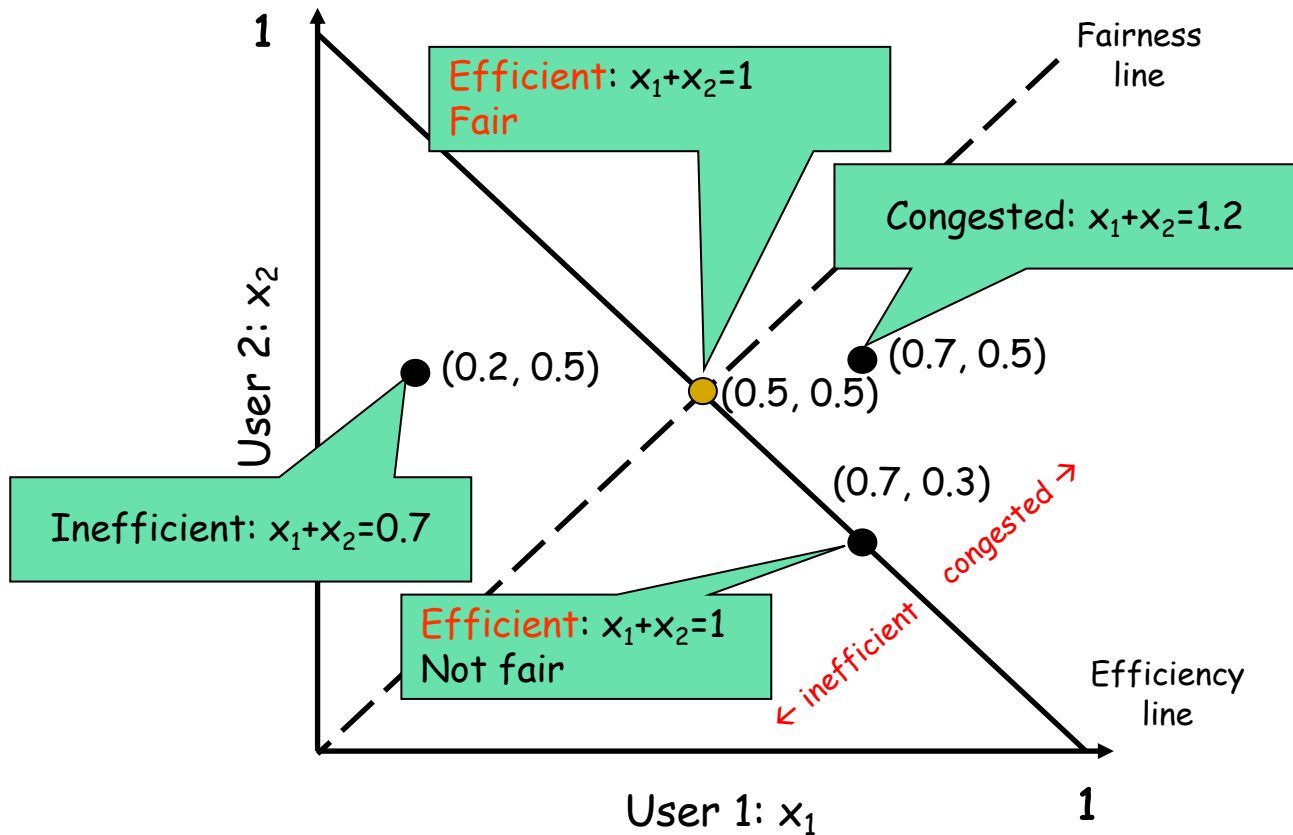 1
Fairness
line
Efficient: x₁+x₂=1
Fair
Congested: x₁+x₂=1.2
User 2: x₂
(0.2, 0.5)
(0.5, 0.5)
(0.7, 0.5)
(0.7, 0.3)
Inefficient: x₁+x₂=0.7
congested →
← inefficient
Efficient: x₁+x₂=1
Not fair
Efficiency
line
User 1: x₁
1